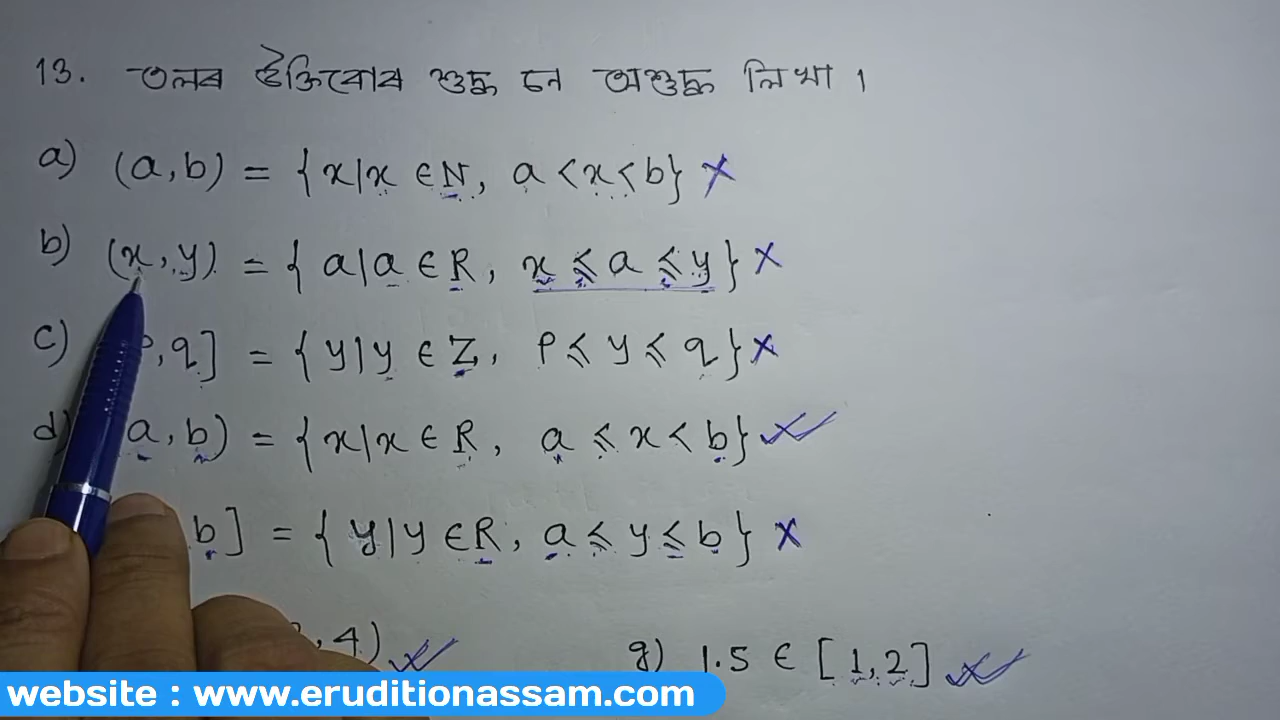 13. তলৰ উক্তিবোৰ শুদ্ধ নে অশুদ্ধ লিখা ।
a) (a,b) = {x|x ∈ N, a < x < b} ✗
b) (x,y) = {a|a ∈ R, x ⩽ a ⩽ y} ✗
c) ,q] = {y|y ∈ Z, p ⩽ y ⩽ q} ✗
d) a,b) = {x|x ∈ R, a ⩽ x < b} ✓
b] = {y|y ∈ R, a ⩽ y ⩽ b} ✗
,4) ✓ g) 1.5 ∈ [1,2] ✓
website : www.eruditionassam.com